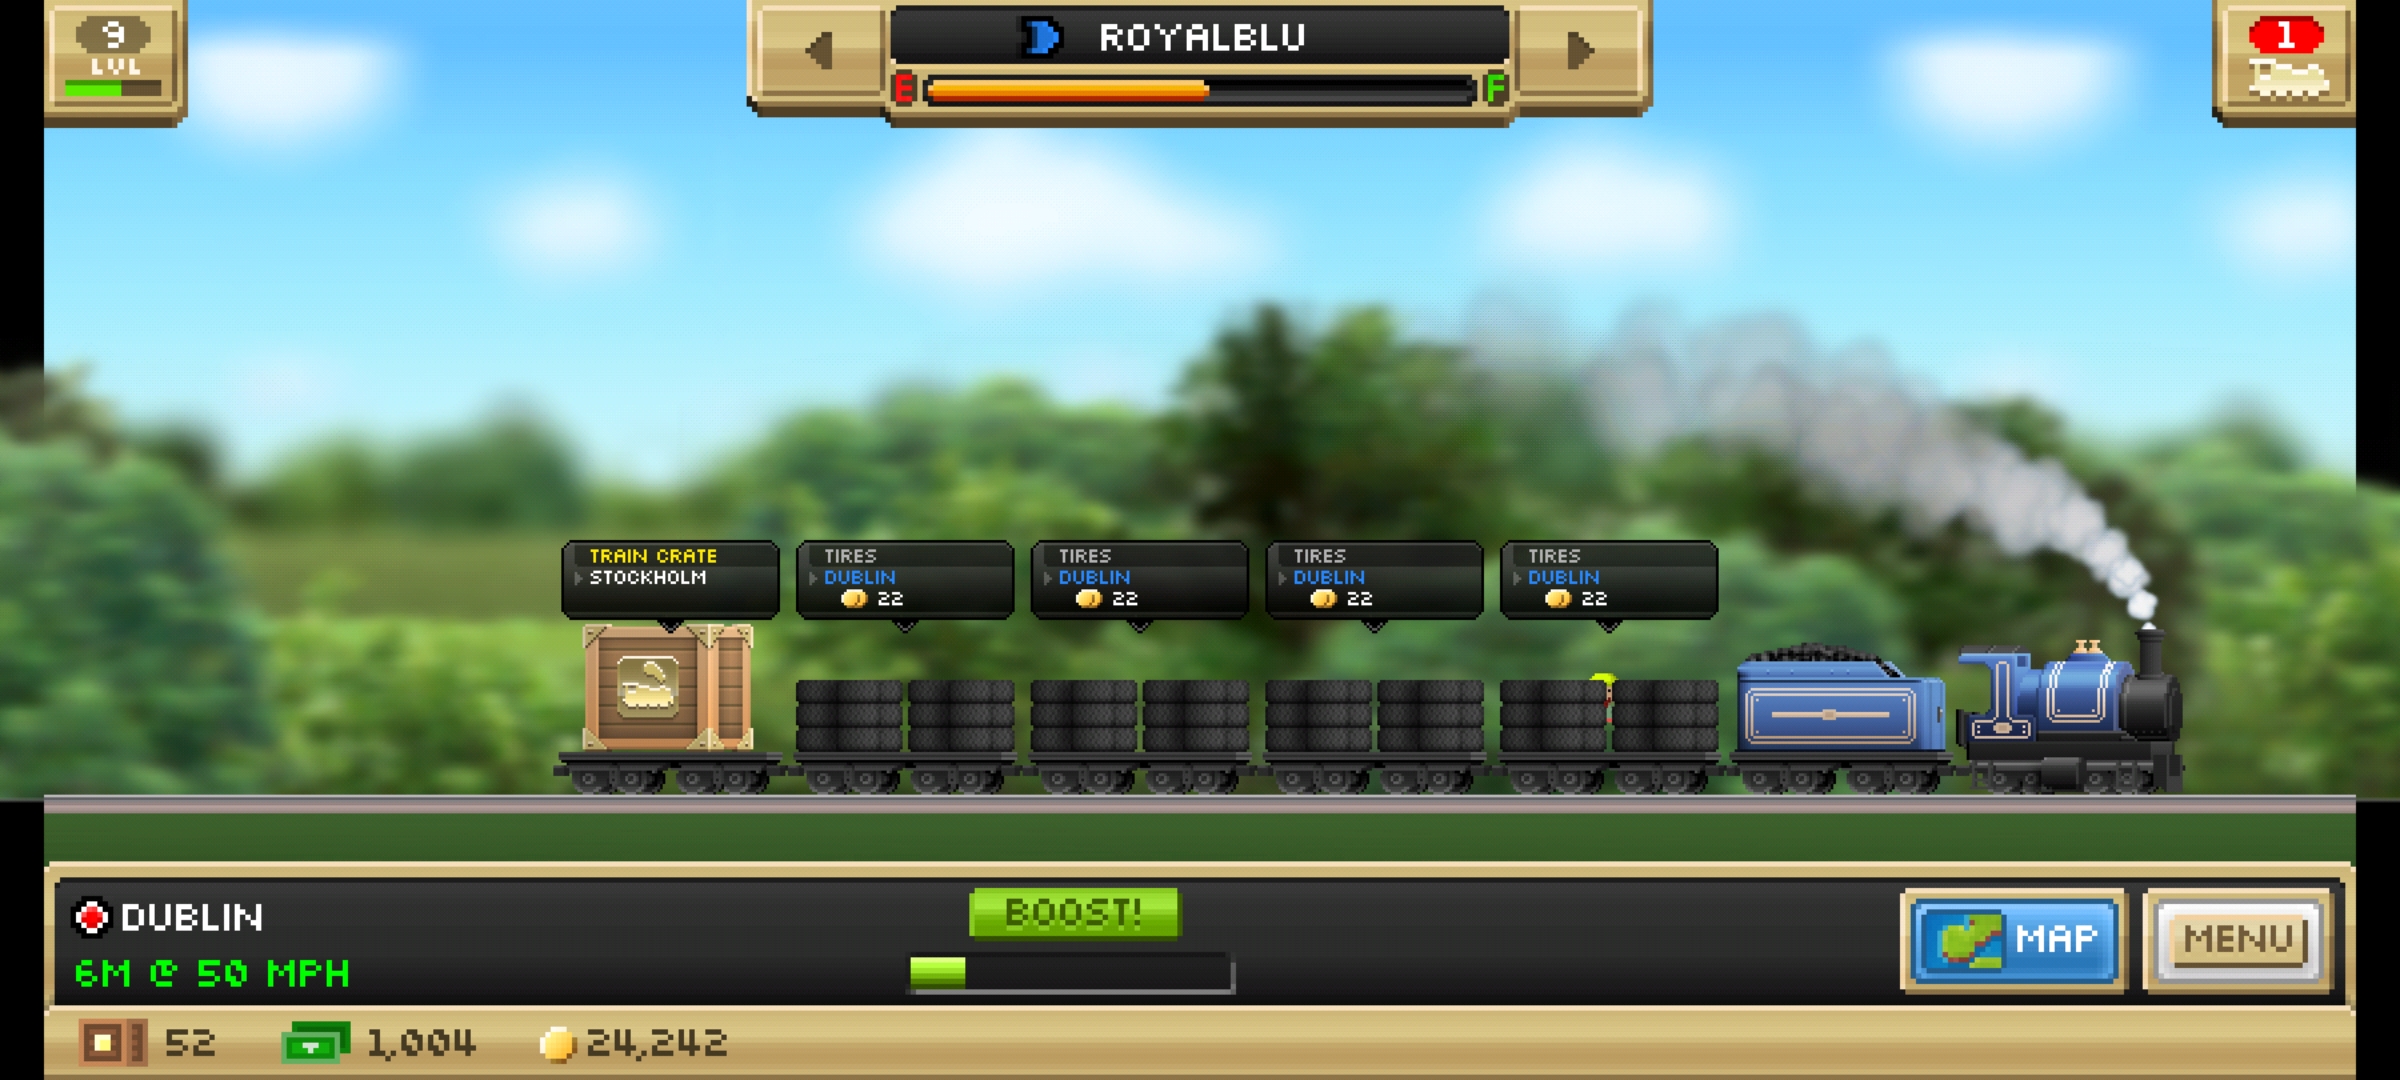 9
LVL
ROYALBLU
E F
1
TRAIN CRATE
STOCKHOLM
TIRES
DUBLIN
22
TIRES
DUBLIN
22
TIRES
DUBLIN
22
TIRES
DUBLIN
22
DUBLIN
6M @ 50 MPH
BOOST!
MAP
MENU
52
1,004
24,242